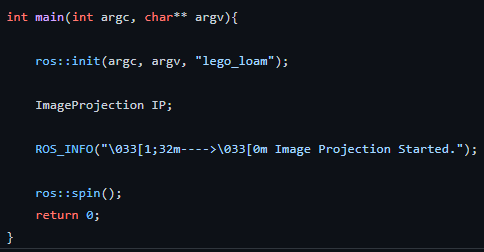 int main(int argc, char** argv){
ros::init(argc, argv, "lego_loam");
ImageProjection IP;
ROS_INFO("\033[1;32m---->\033[0m Image Projection Started.");
ros::spin();
return 0;
}